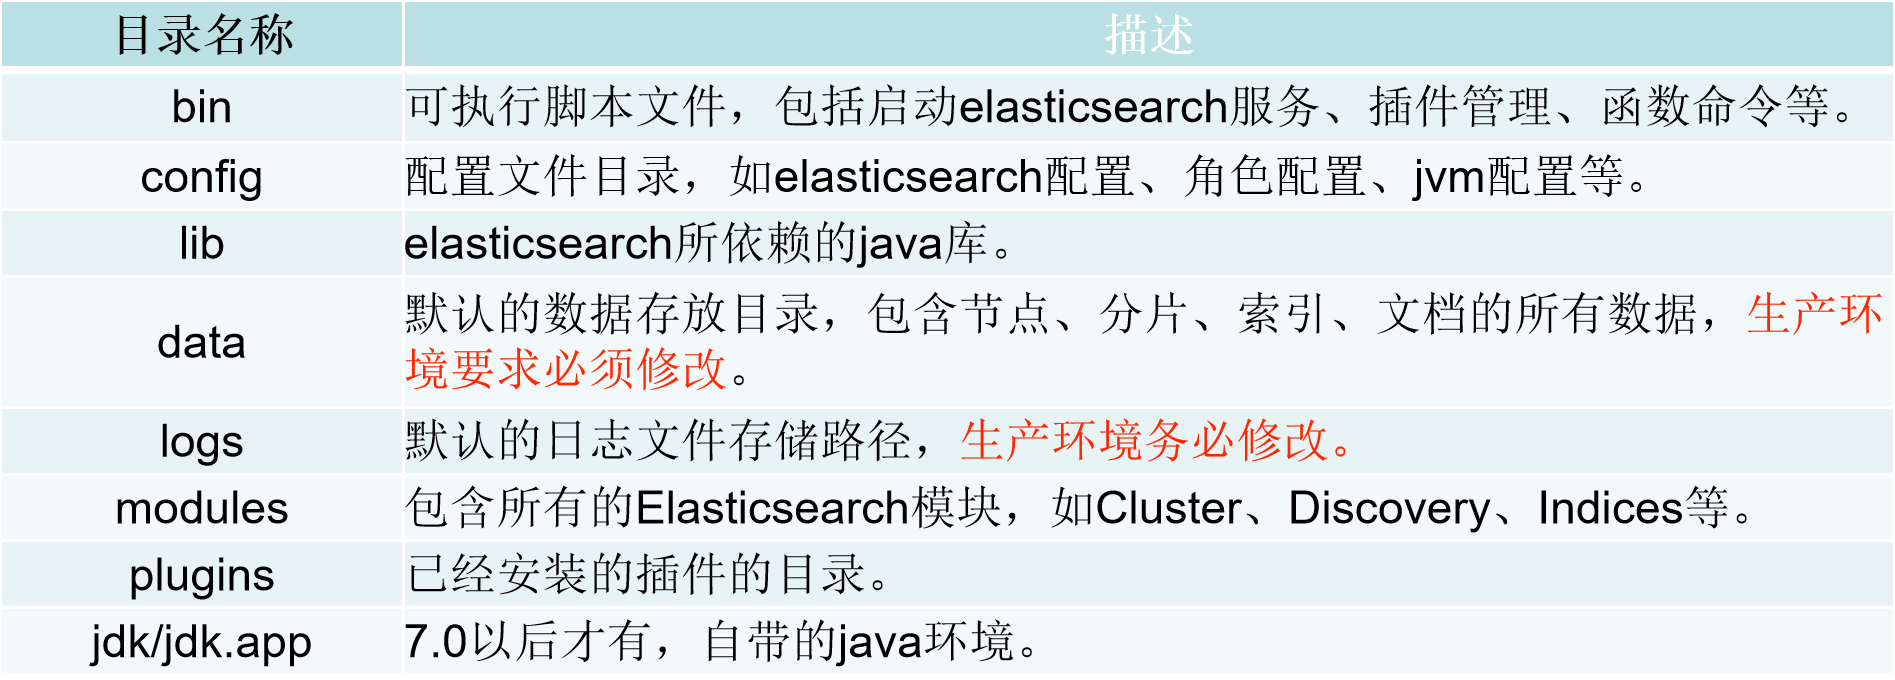 目录名称 描述
bin 可执行脚本文件，包括启动elasticsearch服务、插件管理、函数命令等。
config 配置文件目录，如elasticsearch配置、角色配置、jvm配置等。
lib elasticsearch所依赖的java库。
data 默认的数据存放目录，包含节点、分片、索引、文档的所有数据，生产环
境要求必须修改。
logs 默认的日志文件存储路径，生产环境务必修改。
modules 包含所有的Elasticsearch模块，如Cluster、Discovery、Indices等。
plugins 已经安装的插件的目录。
jdk/jdk.app 7.0以后才有，自带的java环境。